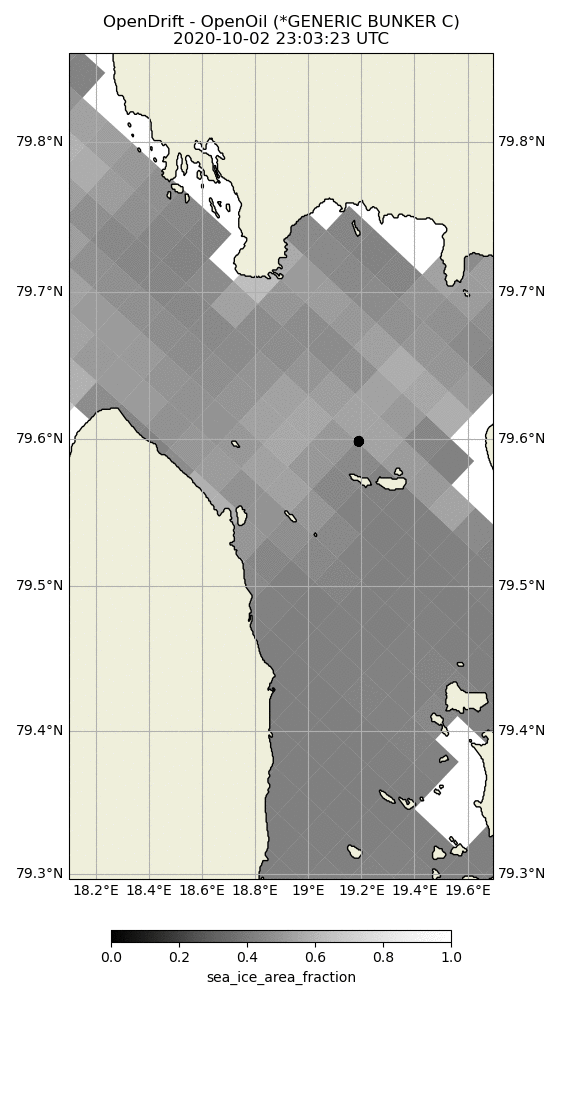 OpenDrift - OpenOil (*GENERIC BUNKER C)
2020-10-02 23:03:23 UTC
79.8°N 79.8°N
79.7°N 79.7°N
79.6°N 79.6°N
79.5°N 79.5°N
79.4°N 79.4°N
79.3°N 79.3°N
18.2°E 18.4°E 18.6°E 18.8°E 19°E 19.2°E 19.4°E 19.6°E
0.0 0.2 0.4 0.6 0.8 1.0
sea_ice_area_fraction